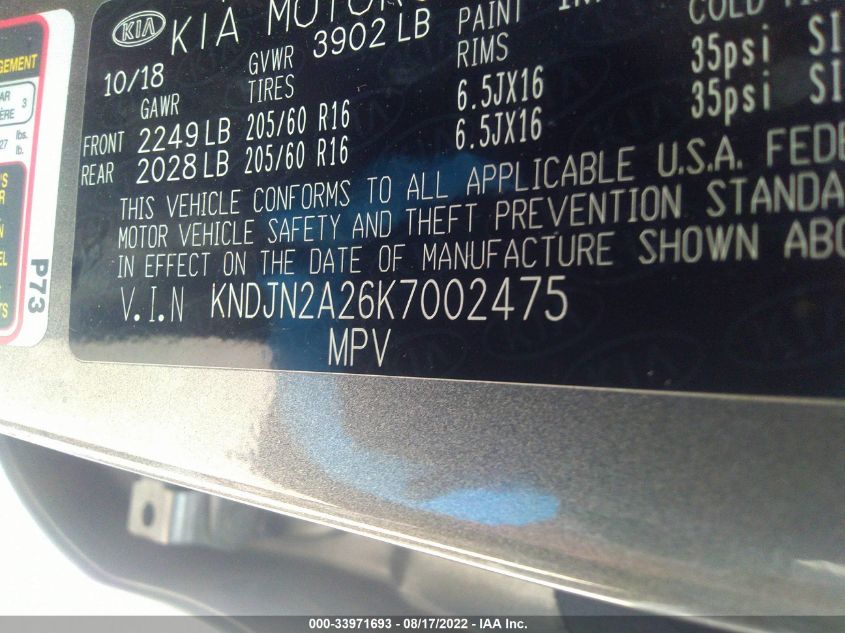 KIA
KIA MOTORS
10/18
GVWR
3902 LB
PAINT
COLD
GAWR
TIRES
RIMS
FRONT 2249 LB 205/60 R16 6.5JX16 35psi
REAR 2028 LB 205/60 R16 6.5JX16 35psi
THIS VEHICLE CONFORMS TO ALL APPLICABLE U.S.A.
MOTOR VEHICLE SAFETY AND THEFT PREVENTION
IN EFFECT ON THE DATE OF MANUFACTURE SHOWN
V.I.N KNDJN2A26K7002475
MPV
P73
000-33971693 - 08/17/2022 - IAA Inc.